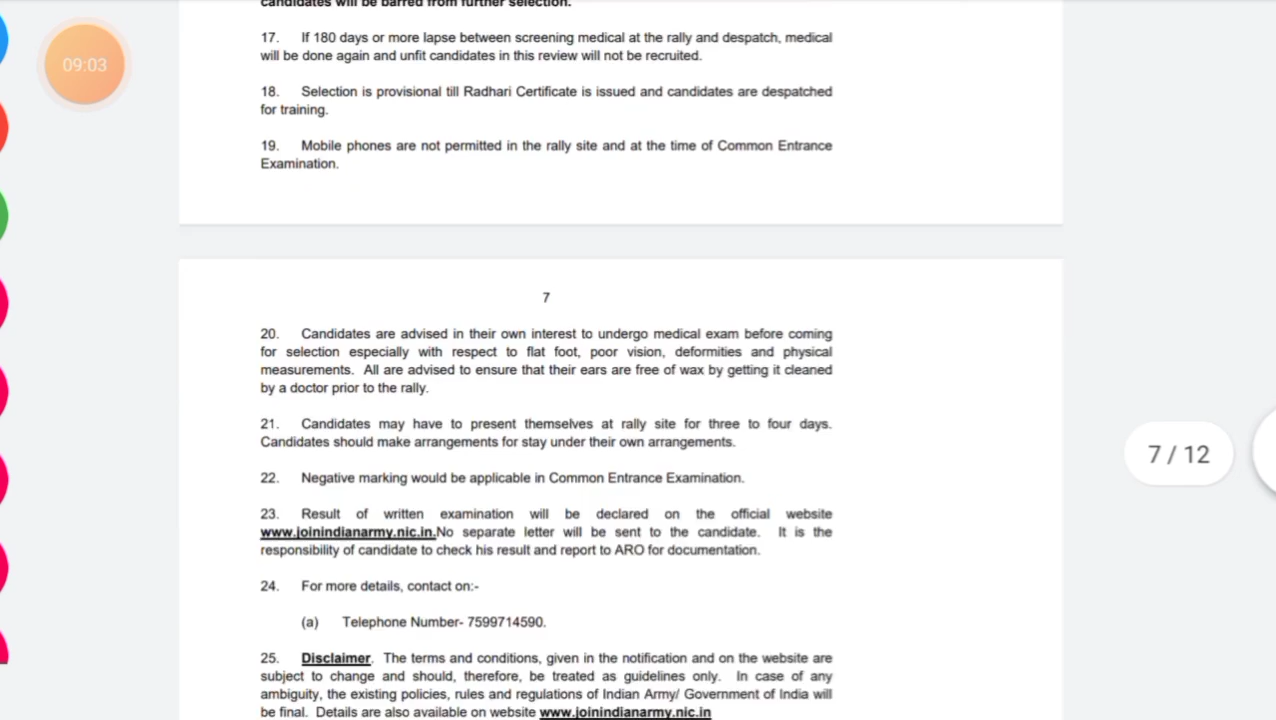 candidates will be barred from further selection.
09:03
17. If 180 days or more lapse between screening medical at the rally and despatch, medical
will be done again and unfit candidates in this review will not be recruited.
18. Selection is provisional till Radhari Certificate is issued and candidates are despatched
for training.
19. Mobile phones are not permitted in the rally site and at the time of Common Entrance
Examination.
7
20. Candidates are advised in their own interest to undergo medical exam before coming
for selection especially with respect to flat foot, poor vision, deformities and physical
measurements. All are advised to ensure that their ears are free of wax by getting it cleaned
by a doctor prior to the rally.
21. Candidates may have to present themselves at rally site for three to four days.
Candidates should make arrangements for stay under their own arrangements.
7 / 12
22. Negative marking would be applicable in Common Entrance Examination.
23. Result of written examination will be declared on the official website
www.joinindianarmy.nic.in.No separate letter will be sent to the candidate. It is the
responsibility of candidate to check his result and report to ARO for documentation.
24. For more details, contact on:-
(a) Telephone Number- 7599714590.
25. Disclaimer. The terms and conditions, given in the notification and on the website are
subject to change and should, therefore, be treated as guidelines only. In case of any
ambiguity, the existing policies, rules and regulations of Indian Army/ Government of India will
be final. Details are also available on website www.joinindianarmy.nic.in